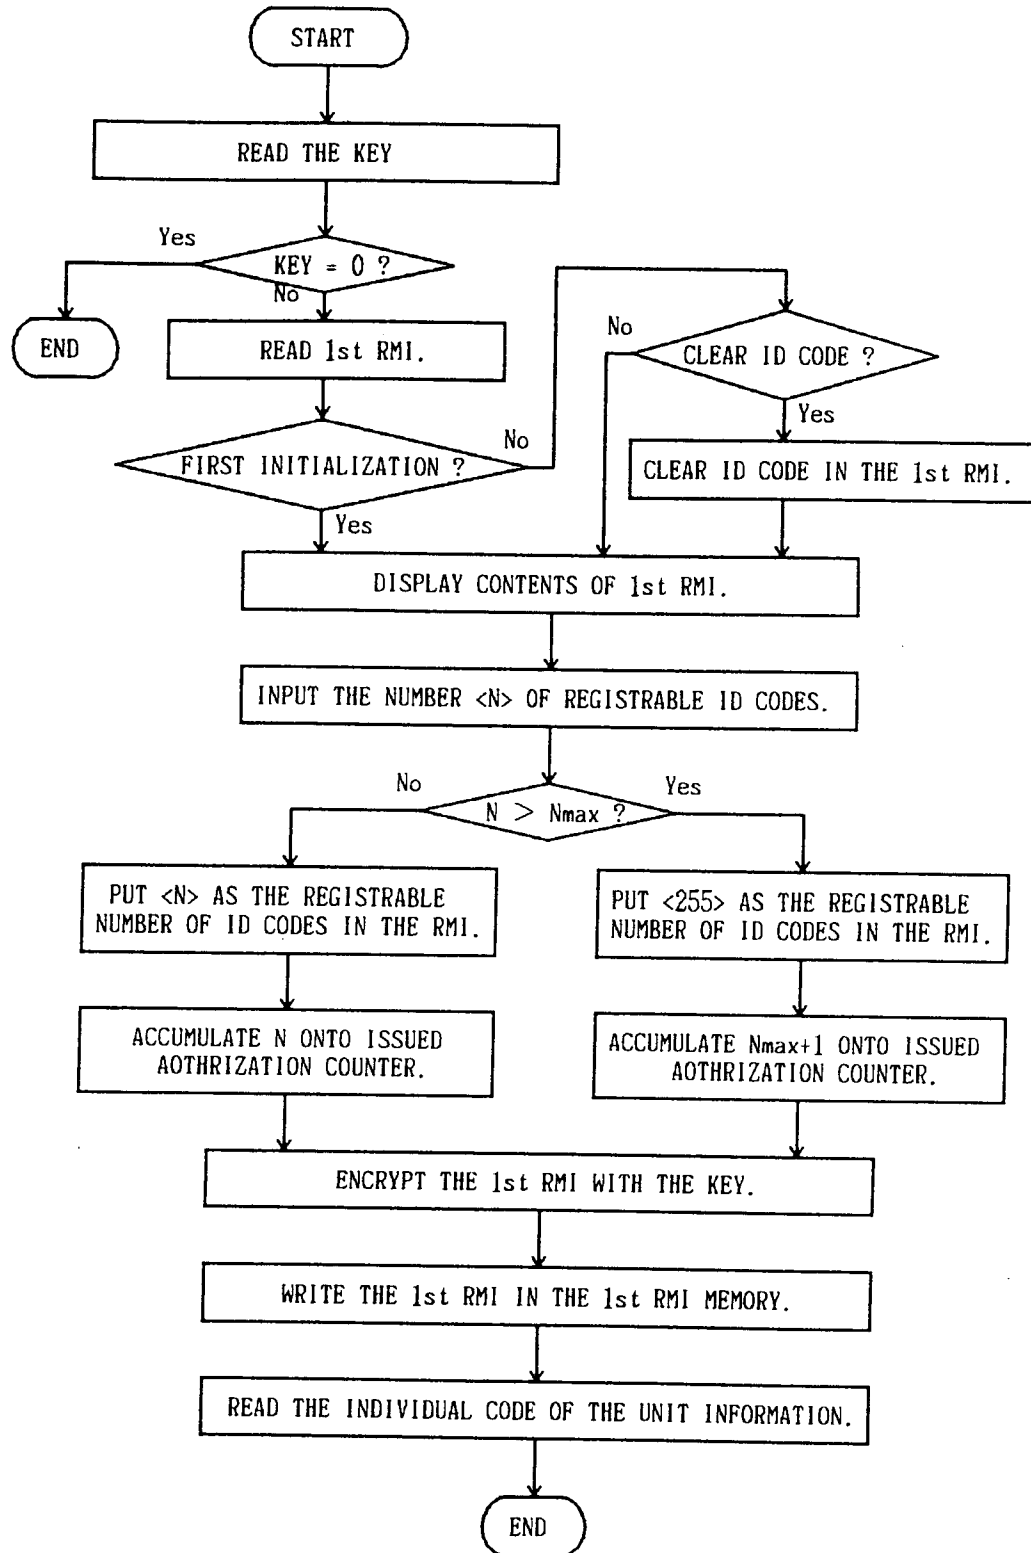 START
READ THE KEY
Yes
KEY = 0 ?
No
END
READ 1st RMI.
No
CLEAR ID CODE ?
Yes
No
FIRST INITIALIZATION ?
CLEAR ID CODE IN THE 1st RMI.
Yes
DISPLAY CONTENTS OF 1st RMI.
INPUT THE NUMBER <N> OF REGISTRABLE ID CODES.
No
Yes
N > Nmax ?
PUT <N> AS THE REGISTRABLE
NUMBER OF ID CODES IN THE RMI.
PUT <255> AS THE REGISTRABLE
NUMBER OF ID CODES IN THE RMI.
ACCUMULATE N ONTO ISSUED
AOTHRIZATION COUNTER.
ACCUMULATE Nmax+1 ONTO ISSUED
AOTHRIZATION COUNTER.
ENCRYPT THE 1st RMI WITH THE KEY.
WRITE THE 1st RMI IN THE 1st RMI MEMORY.
READ THE INDIVIDUAL CODE OF THE UNIT INFORMATION.
END